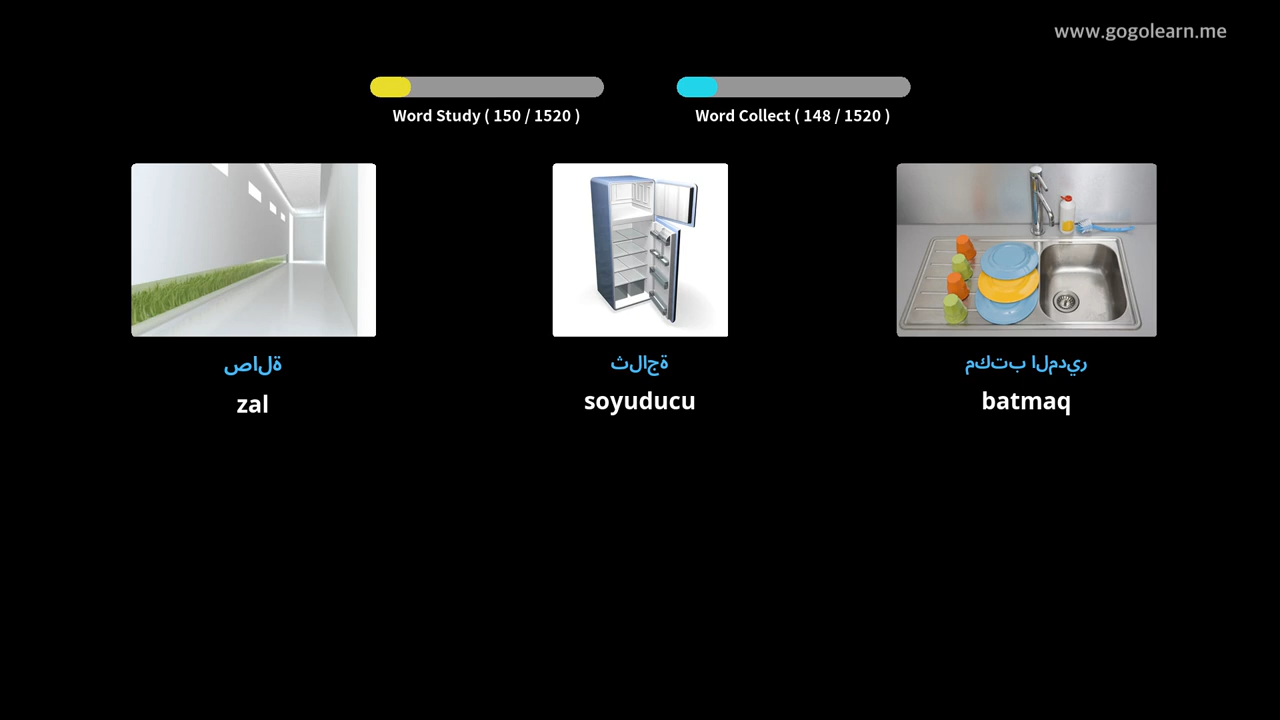 www.gogolearn.me
Word Study ( 150 / 1520 )
Word Collect ( 148 / 1520 )
صالة
zal
ثلاجة
soyuducu
مكتب المدير
batmaq